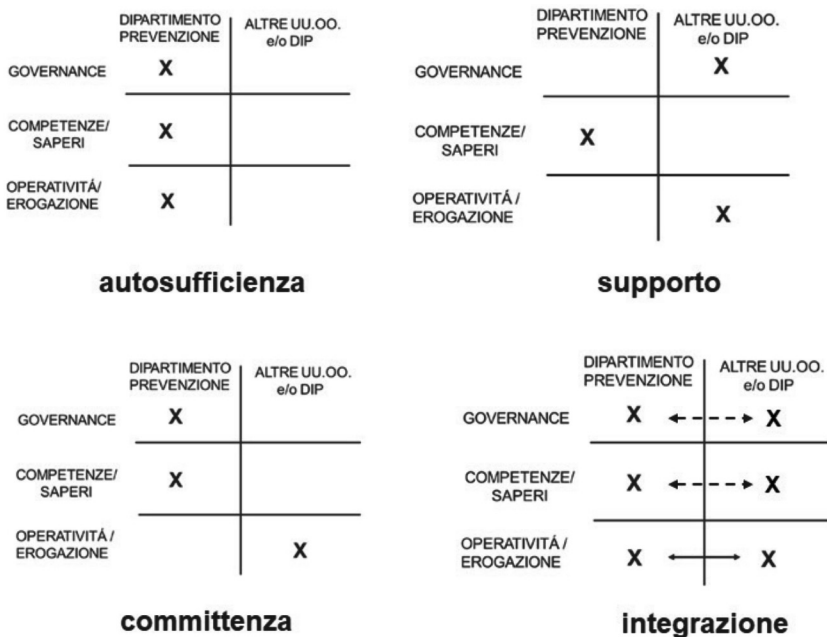 DIPARTIMENTO
PREVENZIONE
ALTRE UU.OO.
e/o DIP
GOVERNANCE
X
COMPETENZE/
SAPERI
X
OPERATIVITÁ/
EROGAZIONE
X
autosufficienza
DIPARTIMENTO
PREVENZIONE
ALTRE UU.OO.
e/o DIP
GOVERNANCE
X
COMPETENZE/
SAPERI
X
OPERATIVITÁ /
EROGAZIONE
X
supporto
DIPARTIMENTO
PREVENZIONE
ALTRE UU.OO.
e/o DIP
GOVERNANCE
X
COMPETENZE/
SAPERI
X
OPERATIVITÁ /
EROGAZIONE
X
committenza
DIPARTIMENTO
PREVENZIONE
ALTRE UU.OO.
e/o DIP
GOVERNANCE
X X
COMPETENZE/
SAPERI
X X
OPERATIVITÁ /
EROGAZIONE
X X
integrazione